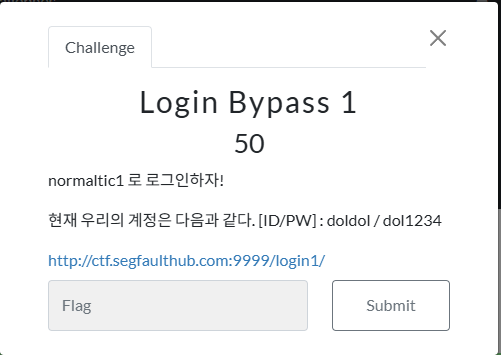 Challenge
Login Bypass 1
50
normaltic1 로 로그인하자!
현재 우리의 계정은 다음과 같다. [ID/PW] : doldol / dol1234
http://ctf.segfaulthub.com:9999/login1/
Flag
Submit